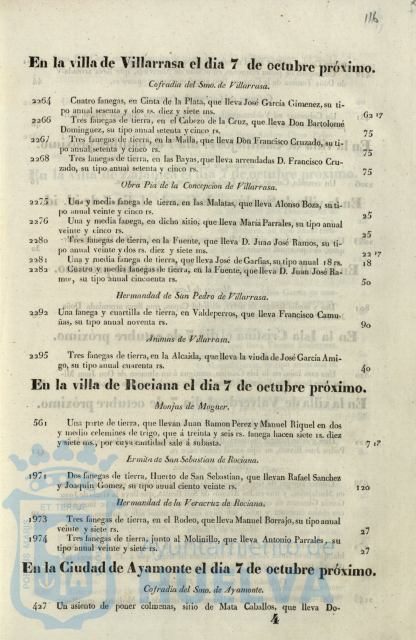 116
En la villa de Villarrasa el dia 7 de octubre próximo.
Cofradia del Smo. de Villarrasa.
2264 Cuatro fanegas, en Cinta de la Plata, que lleva José García Gimenez, su ti-
po anual sesenta y dos rs. diez y siete ms. 62 17
2266 Tres fanegas de tierra, en el Cabezo de la Cruz, que lleva Don Bartolomé
Dominguez, su tipo anual setenta y cinco rs. 75
2267 Tres fanegas de tierra, en la Malla, que lleva Don Francisco Cruzado, su ti-
po anual setenta y cinco rs. 75
2268 Tres fanegas de tierra, en las Bayas, que lleva arrendadas D. Francisco Cru-
zado, su tipo anual setenta y cinco rs. 75
Obra Pia de la Concepcion de Villarrasa.
2275 Una y media fanega de tierra, en las Malatas, que lleva Alonso Boza, su ti-
po anual veinte y cinco rs. 25
2276 Una y media fanega, en dicho sitio, que lleva María Parrales, su tipo anual
veinte y cinco rs. 25
2280 Tres fanegas de tierra, en la Fuente, que lleva D. Juan José Ramos, su ti-
po anual veinte y dos rs. diez y siete ms. 22 17
2281 Una y media fanega de tierra, que lleva José de Garfias, su tipo anual 18 rs. 18
2282 Cuatro y media fanegas de tierra, en la Fuente, que lleva D. Juan José Ra-
mos, su tipo anual cincuenta rs. 50
Hermandad de San Pedro de Villarrasa.
2292 Una fanega y cuartilla de tierra, en Valdeperros, que lleva Francisco Camu-
ñas, su tipo anual noventa rs. 90
Animas de Villarrasa.
2295 Tres fanegas de tierra, en la Alcaida, que lleva la viuda de José García Ami-
go, su tipo anual cuarenta rs. 40
En la villa de Rociana el dia 7 de octubre próximo.
Monjas de Moguer.
561 Una parte de tierra, que llevan Juan Ramon Perez y Manuel Riquel en dos
y medio celemines de trigo, que á treinta y seis rs. fanega hacen siete rs. diez
y siete ms., por cuya cantidad sale á subasta. 7 17
Ermita de San Sebastian de Rociana.
1971 Dos fanegas de tierra, Huerto de San Sebastian, que llevan Rafael Sanchez
y Joaquin Gomez, su tipo anual ciento veinte rs. 120
Hermandad de la Veracruz de Rociana.
1973 Tres fanegas de tierra, en el Rodeo, que lleva Manuel Borrajo, su tipo anual
veinte y siete rs. 27
1974 Tres fanegas de tierra, junto al Molinillo, que lleva Antonio Parrales, su
tipo anual veinte y siete rs. 27
En la Ciudad de Ayamonte el dia 7 de octubre próximo.
Cofradia del Smo. de Ayamonte.
427 Un asiento de poner colmenas, sitio de Mata Caballos, que lleva Do-
4
Ayuntamiento de
HUELVA